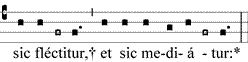 sic fléctitur,† et sic me-di- á - tur:*